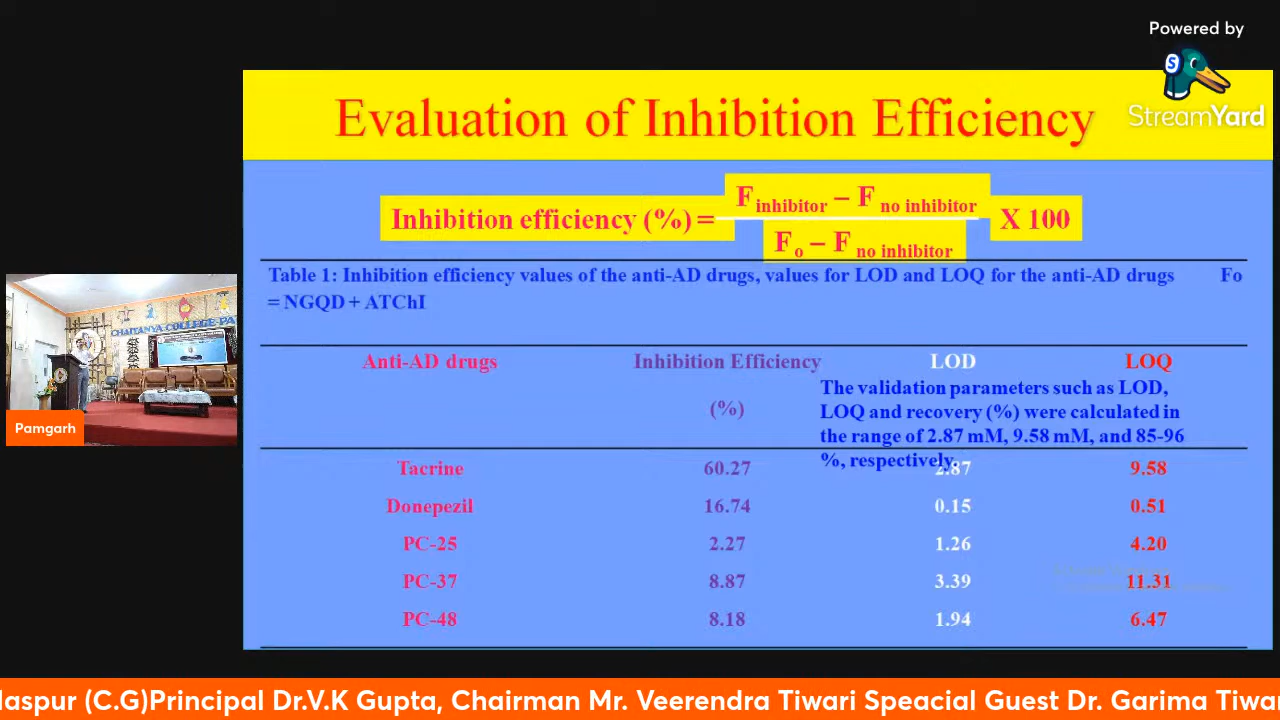 Powered by
StreamYard
Evaluation of Inhibition Efficiency
Inhibition efficiency (%) = F inhibitor – F no inhibitor X 100
F o – F no inhibitor
Table 1: Inhibition efficiency values of the anti-AD drugs, values for LOD and LOQ for the anti-AD drugs Fo
= NGQD + ATChI
Anti-AD drugs Inhibition Efficiency LOD LOQ
(%)
The validation parameters such as LOD,
LOQ and recovery (%) were calculated in
the range of 2.87 mM, 9.58 mM, and 85-96
%, respectively.
Tacrine 60.27 2.87 9.58
Donepezil 16.74 0.15 0.51
PC-25 2.27 1.26 4.20
PC-37 8.87 3.39 11.31
PC-48 8.18 1.94 6.47
CHAITANYA COLLEGE PA
Pamgarh
laspur (C.G)Principal Dr.V.K Gupta, Chairman Mr. Veerendra Tiwari Speacial Guest Dr. Garima Tiwar